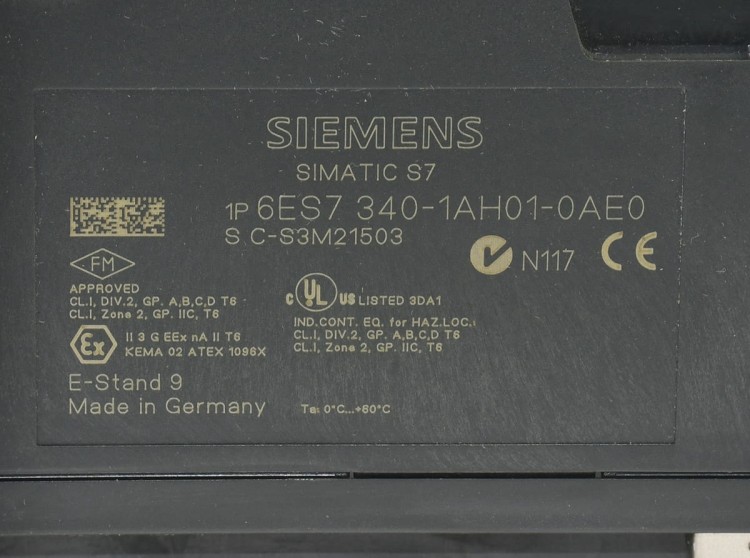 SIEMENS
SIMATIC S7
1P 6ES7 340-1AH01-0AE0
S C-S3M21503
N117 CE
FM
APPROVED
CL.I, DIV.2, GP. A,B,C,D T6
CL.I, Zone 2, GP. IIC, T6
c UL US LISTED 3DA1
IND.CONT. EQ. for HAZ.LOC.:
CL.I, DIV.2, GP. A,B,C,D T6
CL.I, Zone 2, GP. IIC, T6
Ex II 3 G EEx nA II T6
KEMA 02 ATEX 1096X
E-Stand 9
Made in Germany
Ta: 0°C...+60°C